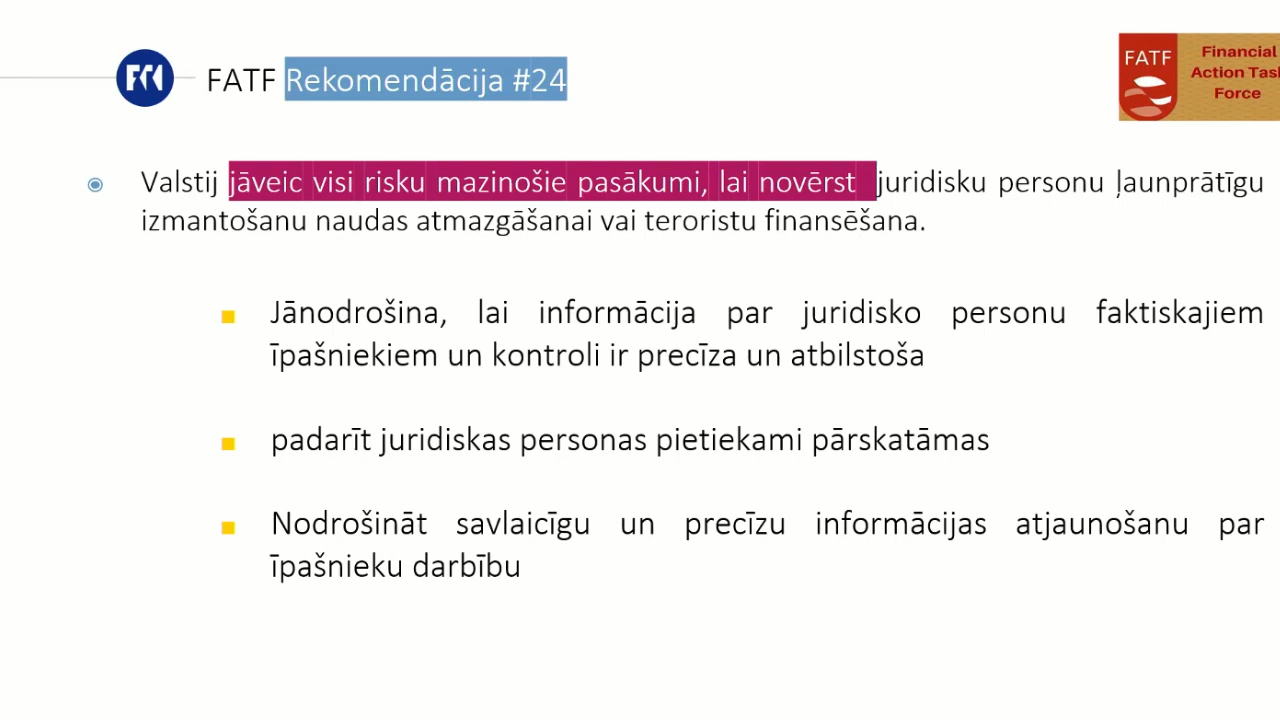 FATF Rekomendācija #24
FATF
Financial
Action Task
Force
Valstij jāveic visi risku mazinošie pasākumi, lai novērst juridisku personu ļaunprātīgu
izmantošanu naudas atmazgāšanai vai teroristu finansēšana.
Jānodrošina, lai informācija par juridisko personu faktiskajiem
īpašniekiem un kontroli ir precīza un atbilstoša
padarīt juridiskas personas pietiekami pārskatāmas
Nodrošināt savlaicīgu un precīzu informācijas atjaunošanu par
īpašnieku darbību